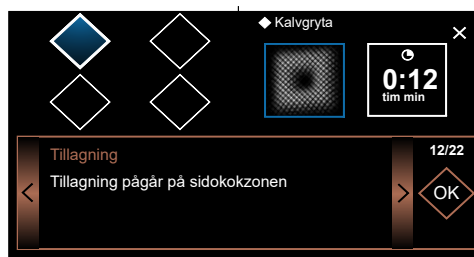 Kalvgryta
0:12
tim min
Tillagning
12/22
Tillagning pågår på sidokokzonen
OK